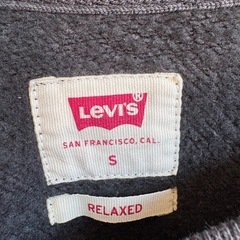 Levi's®
SAN FRANCISCO, CAL.
S
RELAXED